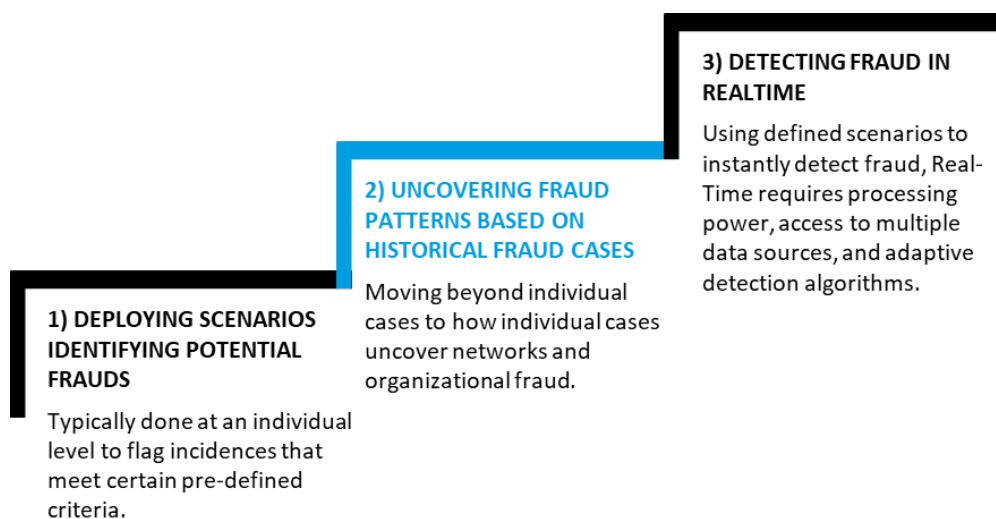 1) DEPLOYING SCENARIOS
IDENTIFYING POTENTIAL
FRAUDS
Typically done at an individual
level to flag incidences that
meet certain pre-defined
criteria.
2) UNCOVERING FRAUD
PATTERNS BASED ON
HISTORICAL FRAUD CASES
Moving beyond individual
cases to how individual cases
uncover networks and
organizational fraud.
3) DETECTING FRAUD IN
REALTIME
Using defined scenarios to
instantly detect fraud, Real-
Time requires processing
power, access to multiple
data sources, and adaptive
detection algorithms.